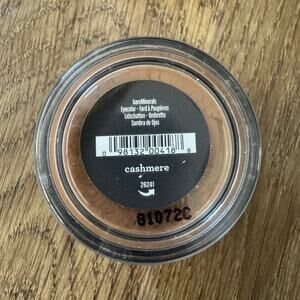 bareMinerals
Eyecolor - Fard à Paupières
Lidschatten - Ombretto
Sombra de Ojos
0 98132 00418 8
cashmere
26241
81072C